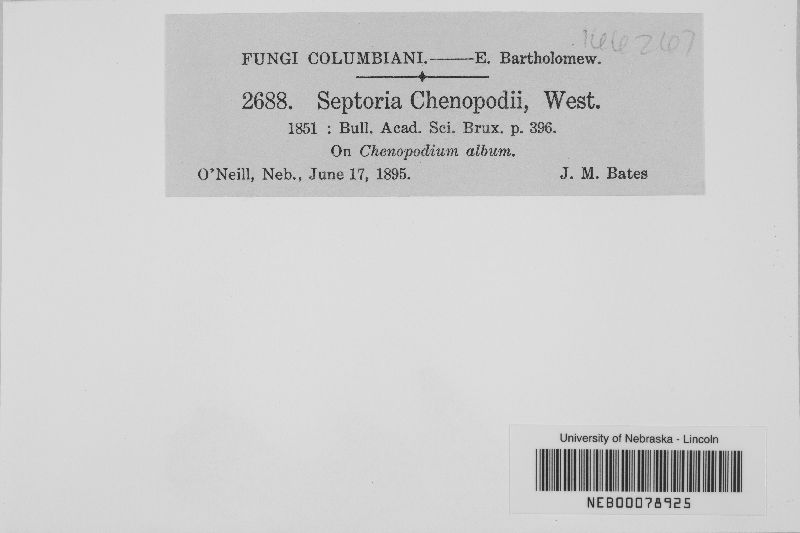 166267
FUNGI COLUMBIANI.——E. Bartholomew.
2688. Septoria Chenopodii, West.
1851 : Bull. Acad. Sci. Brux. p. 396.
On Chenopodium album.
O'Neill, Neb., June 17, 1895. J. M. Bates
University of Nebraska - Lincoln
NEB00078925